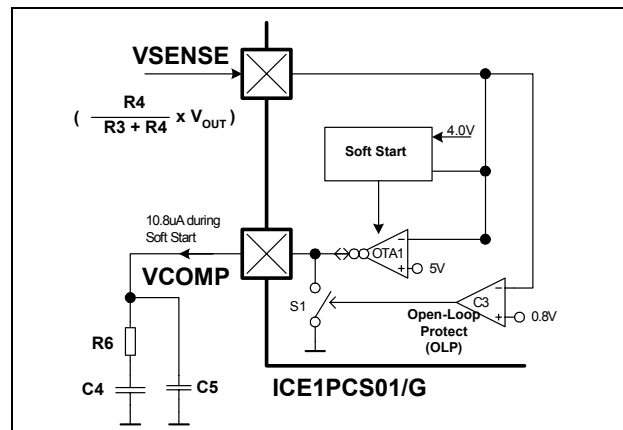 VSENSE
( R4
R3 + R4 x VOUT )
4.0V
Soft Start
10.8uA during
Soft Start
VCOMP
OTA1
−
+
5V
S1
C3
−
+
0.8V
Open-Loop
Protect
(OLP)
R6
C4
C5
ICE1PCS01/G